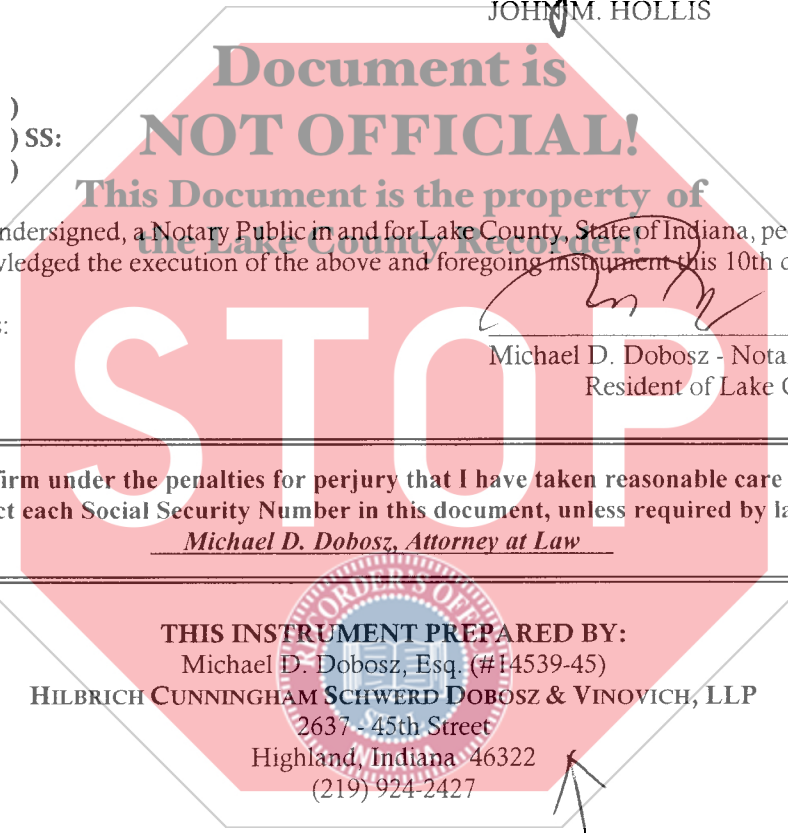 JOHN M. HOLLIS
Document is
)
) SS:
NOT OFFICIAL!
)
This Document is the property of
ndersigned, a Notary Public in and for Lake County, State of Indiana, pe
the Lake County Recorder!
wledged the execution of the above and foregoing instrument this 10th d
:
STOP
Michael D. Dobosz - Nota
Resident of Lake C
firm under the penalties for perjury that I have taken reasonable care
ct each Social Security Number in this document, unless required by la
Michael D. Dobosz, Attorney at Law
RECORDER'S OFFICE
SEAL
INDIANA
THIS INSTRUMENT PREPARED BY:
Michael D. Dobosz, Esq. (#14539-45)
HILBRICH CUNNINGHAM SCHWERD DOBOSZ & VINOVICH, LLP
2637 - 45th Street
Highland, Indiana 46322
(219) 924-2427